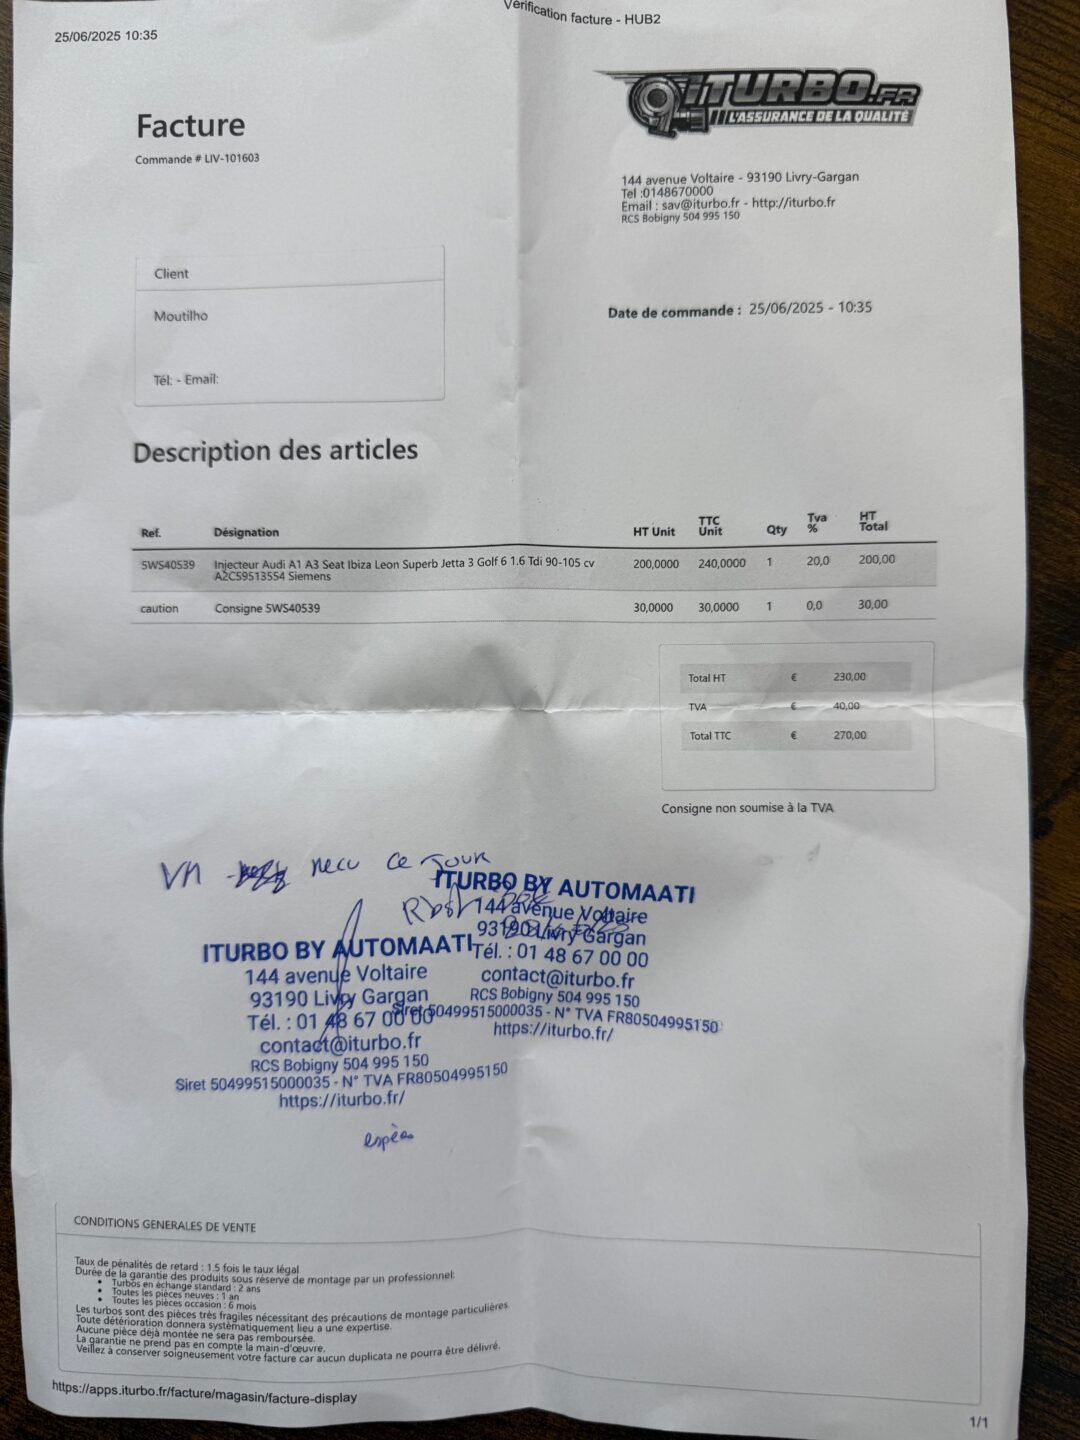 25/06/2025 10:35
Vérification facture - HUB2
ITURBO.FR
L'ASSURANCE DE LA QUALITÉ
Facture
Commande # LIV-101603
144 avenue Voltaire - 93190 Livry-Gargan
Tel :0148670000
Email : sav@iturbo.fr - http://iturbo.fr
RCS Bobigny 504 995 150
Client
Moutilho
Tél: - Email:
Date de commande : 25/06/2025 - 10:35
Description des articles
Ref. Désignation HT Unit TTC Unit Qty Tva % HT Total
5WS40539 Injecteur Audi A1 A3 Seat Ibiza Leon Superb Jetta 3 Golf 6 1.6 Tdi 90-105 cv 200,0000 240,0000 1 20,0 200,00
A2C59513554 Siemens
caution Consigne 5WS40539 30,0000 30,0000 1 0,0 30,00
Total HT € 230,00
TVA € 40,00
Total TTC € 270,00
Consigne non soumise à la TVA
recu ce jour
ITURBO BY AUTOMAATI
144 avenue Voltaire
93190 Livry Gargan
Tél. : 01 48 67 00 00
contact@iturbo.fr
RCS Bobigny 504 995 150
Siret 50499515000035 - N° TVA FR80504995150
https://iturbo.fr/
ITURBO BY AUTOMAATI
144 avenue Voltaire
93190 Livry Gargan
Tél. : 01 48 67 00 00
contact@iturbo.fr
RCS Bobigny 504 995 150
Siret 50499515000035 - N° TVA FR80504995150
https://iturbo.fr/
CONDITIONS GENERALES DE VENTE
Taux de pénalités de retard : 1.5 fois le taux légal
Durée de la garantie des produits sous réserve de montage par un professionnel:
• Turbos en échange standard : 2 ans
• Toutes les pièces neuves : 1 an
• Toutes les pièces occasion : 6 mois
Les turbos sont des pièces très fragiles nécessitant des précautions de montage particulières
Toute détérioration donnera systématiquement lieu a une expertise.
Aucune pièce déjà montée ne sera pas remboursée.
La garantie ne prend pas en compte la main-d'œuvre.
Veillez à conserver soigneusement votre facture car aucun duplicata ne pourra être délivré.
https://apps.iturbo.fr/facture/magasin/facture-display
1/1